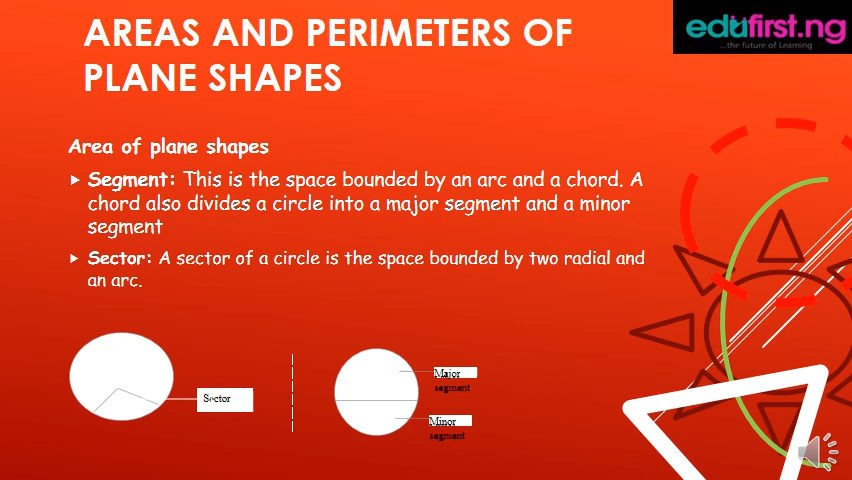 AREAS AND PERIMETERS OF
PLANE SHAPES
edufirst.ng
...the future of Learning
Area of plane shapes
Segment: This is the space bounded by an arc and a chord. A
chord also divides a circle into a major segment and a minor
segment
Sector: A sector of a circle is the space bounded by two radial and
an arc.
Sector
Major
segment
Minor
segment